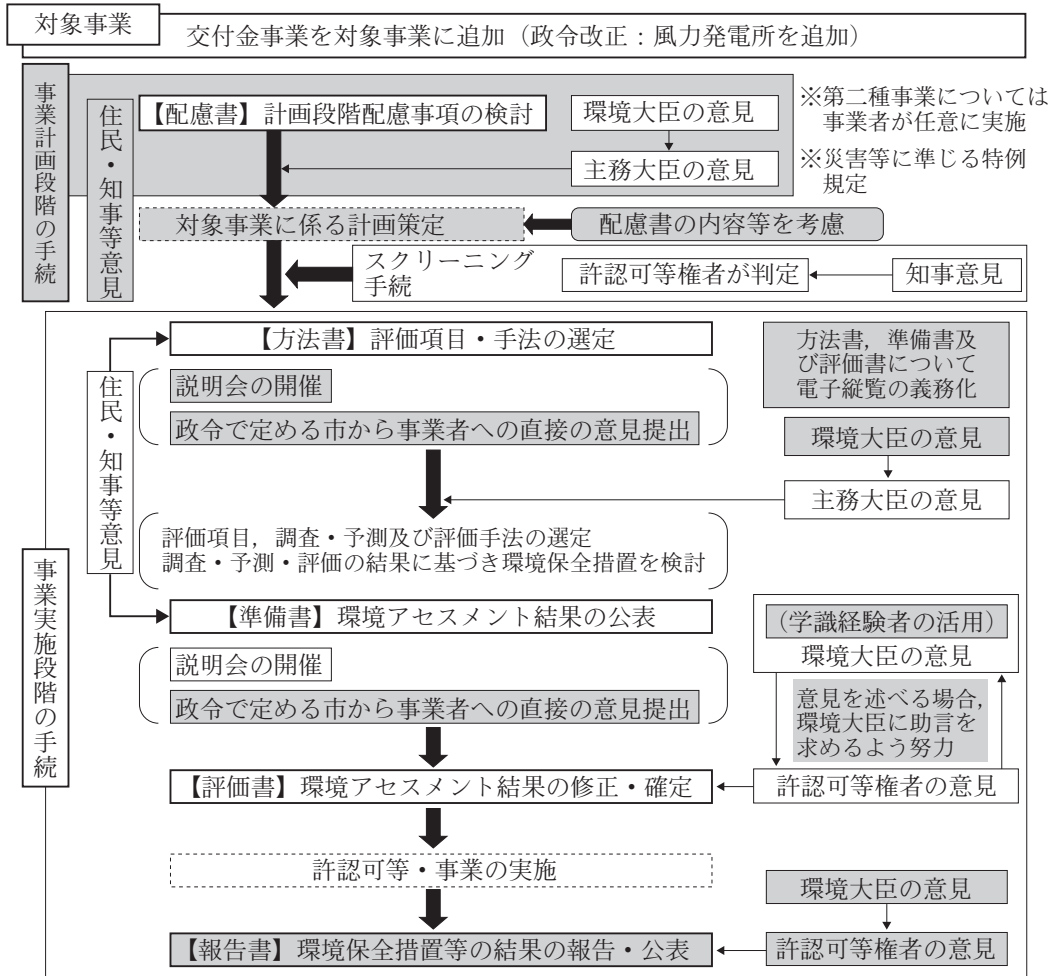 対象事業
交付金事業を対象事業に追加（政令改正：風力発電所を追加）
事業計画段階の手続
住民・知事等意見
【配慮書】計画段階配慮事項の検討
環境大臣の意見
主務大臣の意見
※第二種事業については
事業者が任意に実施
※災害等に準じる特例
規定
対象事業に係る計画策定
配慮書の内容等を考慮
スクリーニング
手続
許認可等権者が判定
知事意見
事業実施段階の手続
住民・知事等意見
【方法書】評価項目・手法の選定
説明会の開催
政令で定める市から事業者への直接の意見提出
方法書，準備書及
び評価書について
電子縦覧の義務化
環境大臣の意見
主務大臣の意見
評価項目，調査・予測及び評価手法の選定
調査・予測・評価の結果に基づき環境保全措置を検討
【準備書】環境アセスメント結果の公表
説明会の開催
政令で定める市から事業者への直接の意見提出
（学識経験者の活用）
環境大臣の意見
意見を述べる場合，
環境大臣に助言を
求めるよう努力
【評価書】環境アセスメント結果の修正・確定
許認可等権者の意見
許認可等・事業の実施
環境大臣の意見
【報告書】環境保全措置等の結果の報告・公表
許認可等権者の意見